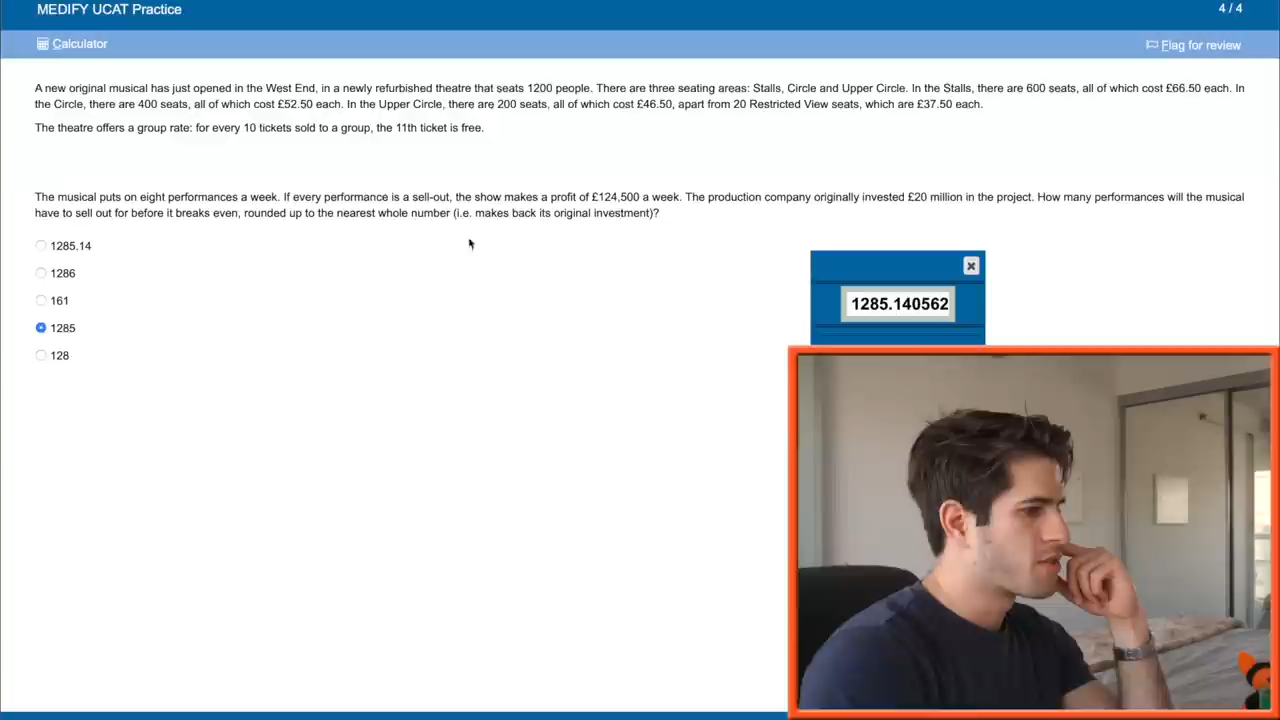 MEDIFY UCAT Practice
4 / 4
Calculator
Flag for review
A new original musical has just opened in the West End, in a newly refurbished theatre that seats 1200 people. There are three seating areas: Stalls, Circle and Upper Circle. In the Stalls, there are 600 seats, all of which cost £66.50 each. In
the Circle, there are 400 seats, all of which cost £52.50 each. In the Upper Circle, there are 200 seats, all of which cost £46.50, apart from 20 Restricted View seats, which are £37.50 each.
The theatre offers a group rate: for every 10 tickets sold to a group, the 11th ticket is free.
The musical puts on eight performances a week. If every performance is a sell-out, the show makes a profit of £124,500 a week. The production company originally invested £20 million in the project. How many performances will the musical
have to sell out for before it breaks even, rounded up to the nearest whole number (i.e. makes back its original investment)?
1285.14
1286
161
1285
128
1285.140562